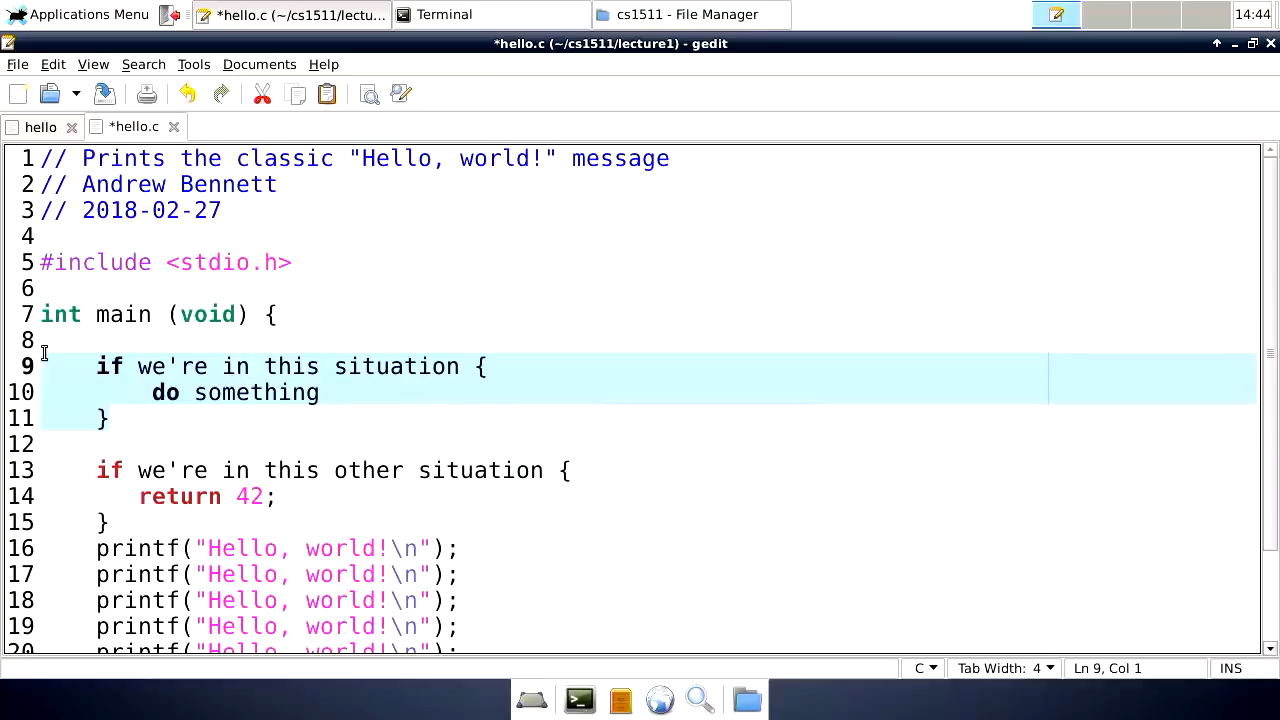 Applications Menu
*hello.c (~/cs1511/lectu...
Terminal
cs1511 - File Manager
14:44
*hello.c (~/cs1511/lecture1) - gedit
File Edit View Search Tools Documents Help
hello
*hello.c
1 // Prints the classic "Hello, world!" message
2 // Andrew Bennett
3 // 2018-02-27
4
5 #include <stdio.h>
6
7 int main (void) {
8
9 if we're in this situation {
10 do something
11 }
12
13 if we're in this other situation {
14 return 42;
15 }
16 printf("Hello, world!\n");
17 printf("Hello, world!\n");
18 printf("Hello, world!\n");
19 printf("Hello, world!\n");
20 printf("Hello, world!\n");
C Tab Width: 4 Ln 9, Col 1 INS